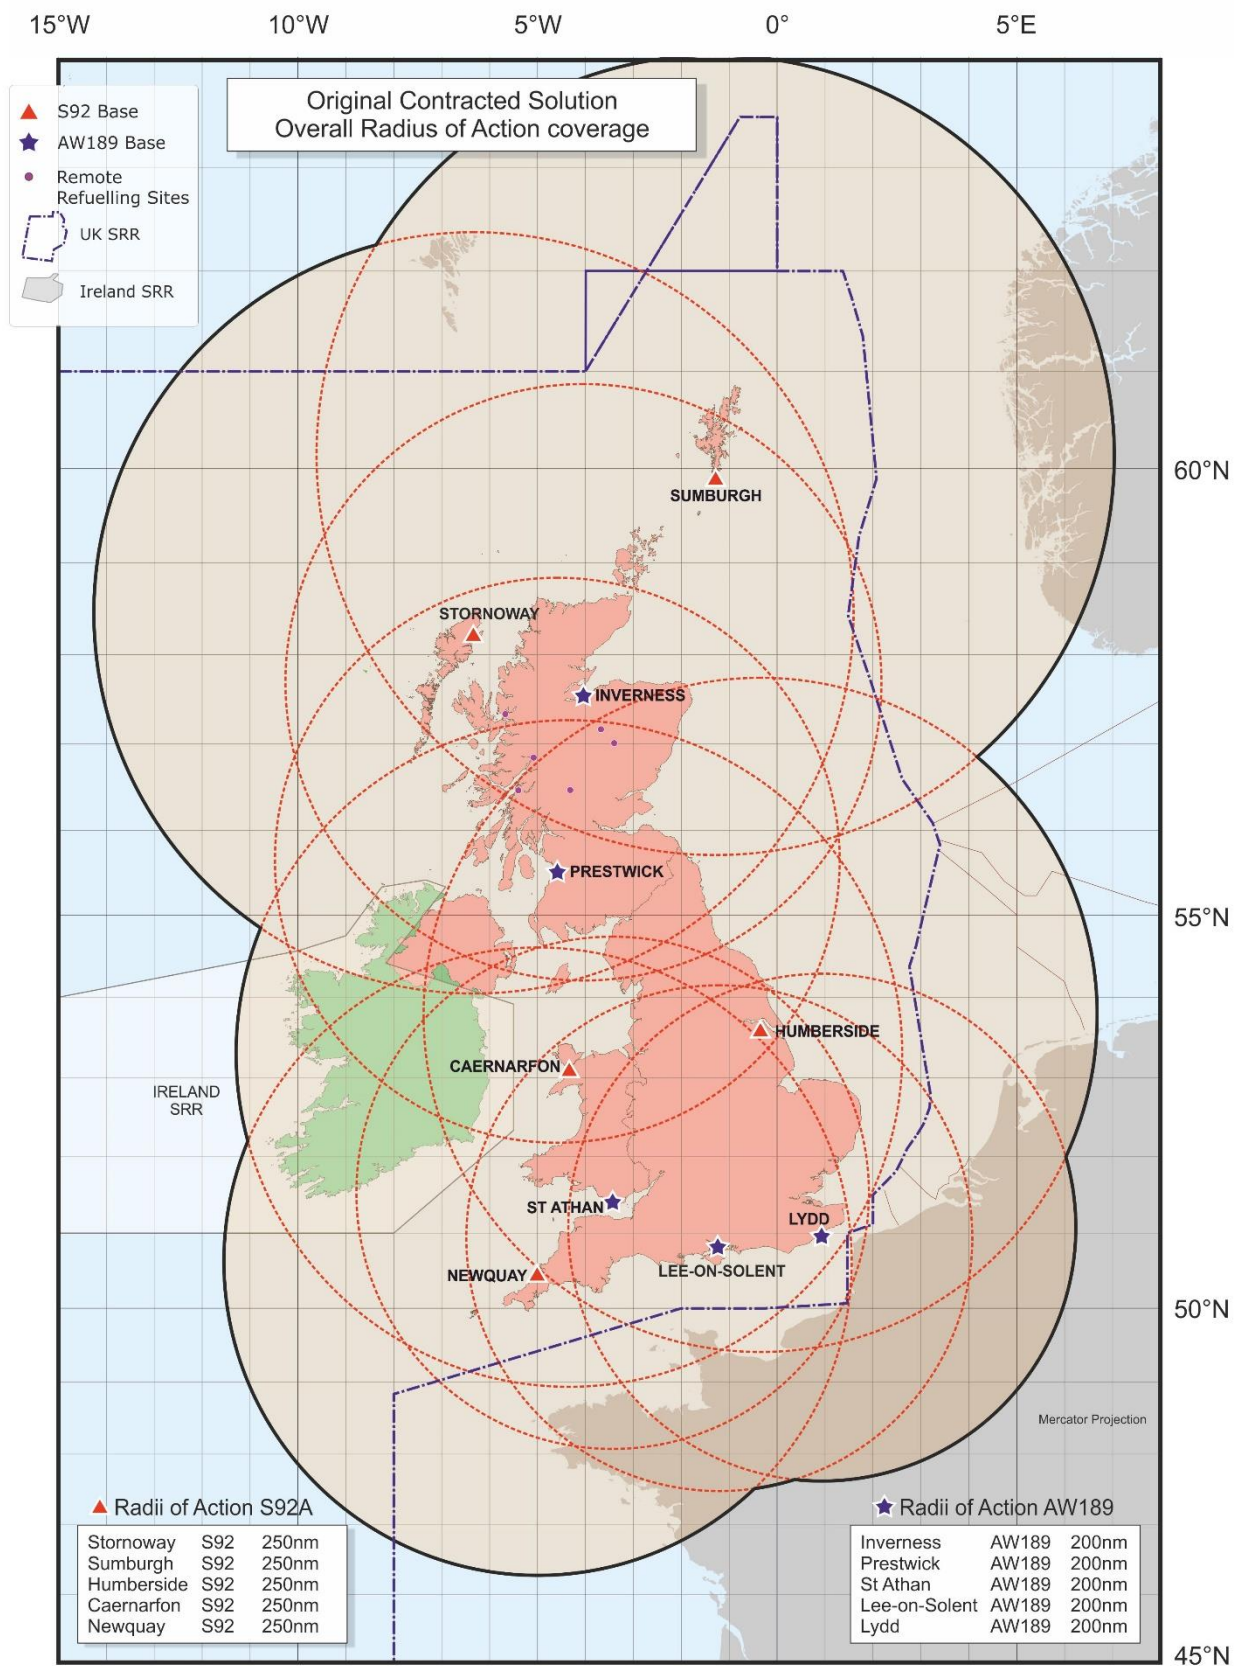 15°W 10°W 5°W 0° 5°E
Original Contracted Solution
Overall Radius of Action coverage
S92 Base
AW189 Base
Remote
Refuelling Sites
UK SRR
Ireland SRR
60°N
SUMBURGH
STORNOWAY
INVERNESS
PRESTWICK
55°N
HUMBERSIDE
CAERNARFON
IRELAND
SRR
ST ATHAN
LYDD
LEE-ON-SOLENT
NEWQUAY
50°N
Mercator Projection
Radii of Action S92A
Stornoway S92 250nm
Sumburgh S92 250nm
Humberside S92 250nm
Caernarfon S92 250nm
Newquay S92 250nm
Radii of Action AW189
Inverness AW189 200nm
Prestwick AW189 200nm
St Athan AW189 200nm
Lee-on-Solent AW189 200nm
Lydd AW189 200nm
45°N